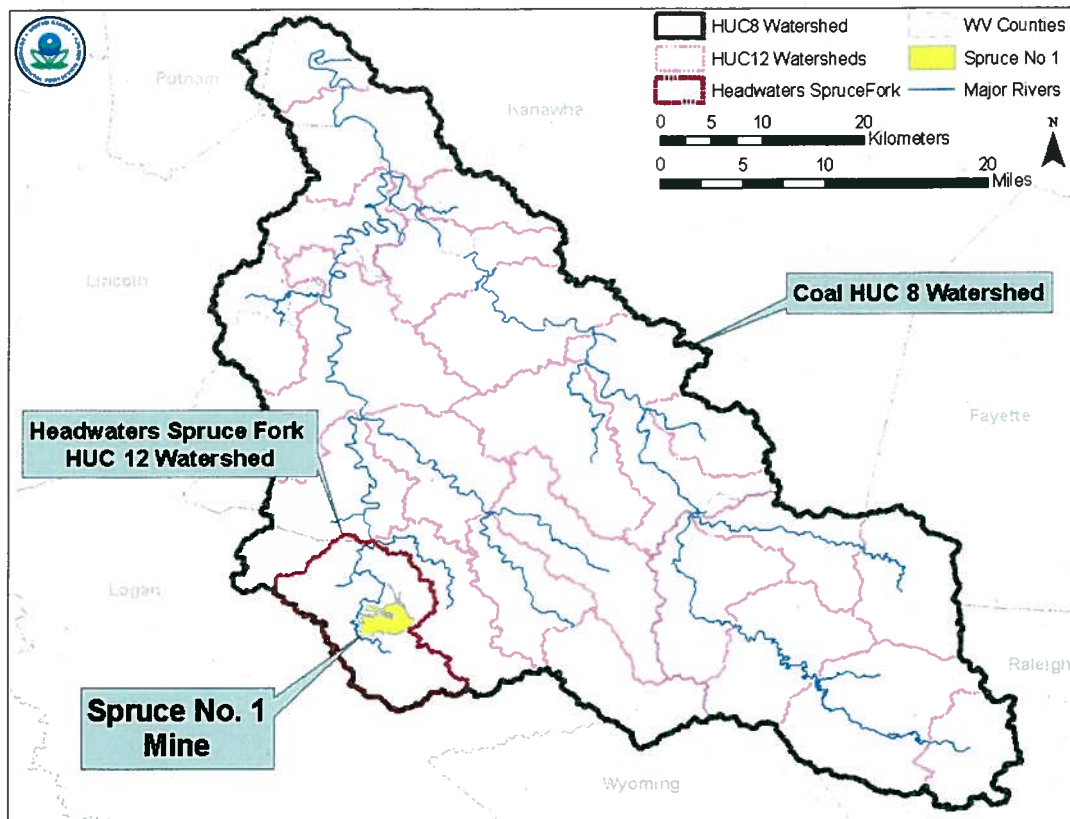 HUC8 Watershed
HUC12 Watersheds
Headwaters SpruceFork
WV Counties
Spruce No 1
Major Rivers
0 5 10 20
Kilometers
0 5 10 20
Miles
N
Putnam
Kanawha
Lincoln
Coal HUC 8 Watershed
Fayette
Headwaters Spruce Fork
HUC 12 Watershed
Logan
Raleigh
Spruce No. 1
Mine
Wyoming